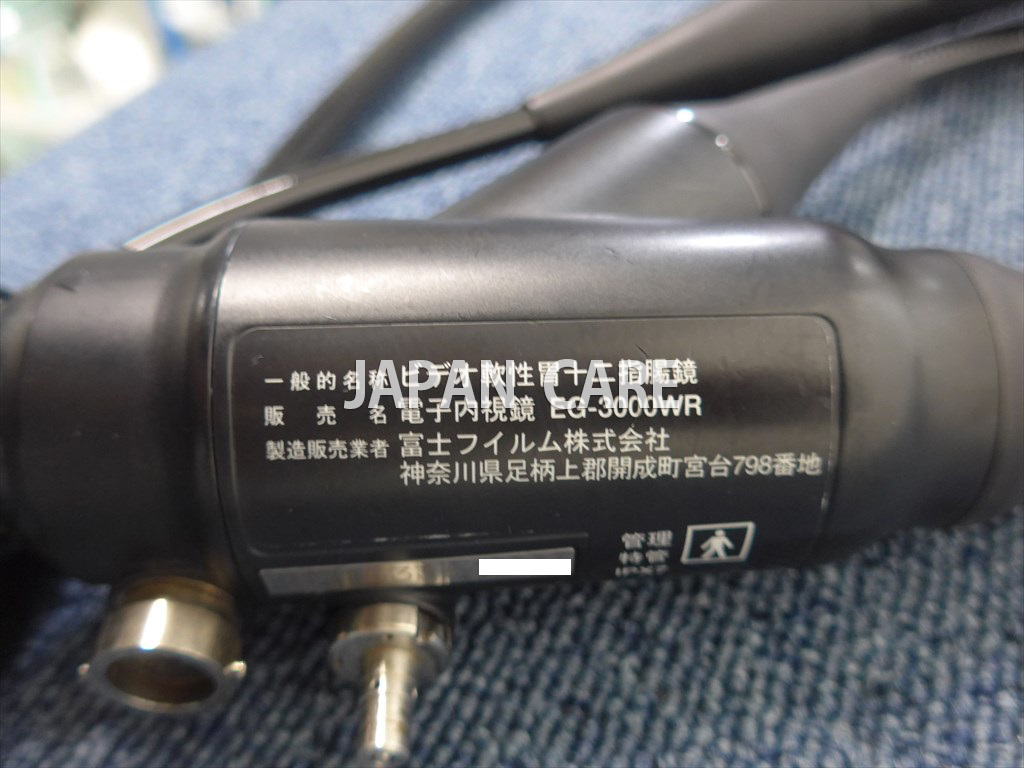 一般的名称 ビデオ軟性胃十二指腸鏡
JAPAN CARE
販売名 電子内視鏡 EG-3000WR
製造販売業者 富士フイルム株式会社
神奈川県足柄上郡開成町宮台798番地
管理
特管
IPX7